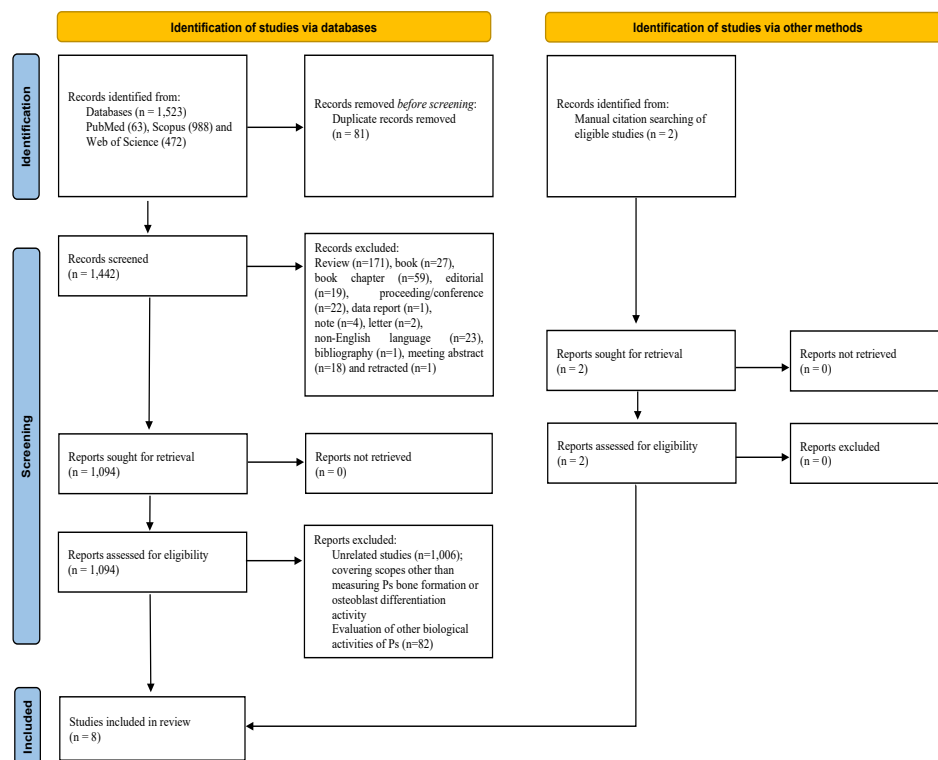 Identification of studies via databases
Identification of studies via other methods
Identification
Records identified from:
Databases (n = 1,523)
PubMed (63), Scopus (988) and
Web of Science (472)
Records removed before screening:
Duplicate records removed
(n = 81)
Records identified from:
Manual citation searching of
eligible studies (n = 2)
Screening
Records screened
(n = 1,442)
Records excluded:
Review (n=171), book (n=27),
book chapter (n=59), editorial
(n=19), proceeding/conference
(n=22), data report (n=1),
note (n=4), letter (n=2),
non-English language (n=23),
bibliography (n=1), meeting abstract
(n=18) and retracted (n=1)
Reports sought for retrieval
(n = 2)
Reports not retrieved
(n = 0)
Reports sought for retrieval
(n = 1,094)
Reports not retrieved
(n = 0)
Reports assessed for eligibility
(n = 2)
Reports excluded
(n = 0)
Reports assessed for eligibility
(n = 1,094)
Reports excluded:
Unrelated studies (n=1,006);
covering scopes other than
measuring Ps bone formation or
osteoblast differentiation
activity
Evaluation of other biological
activities of Ps (n=82)
Included
Studies included in review
(n = 8)